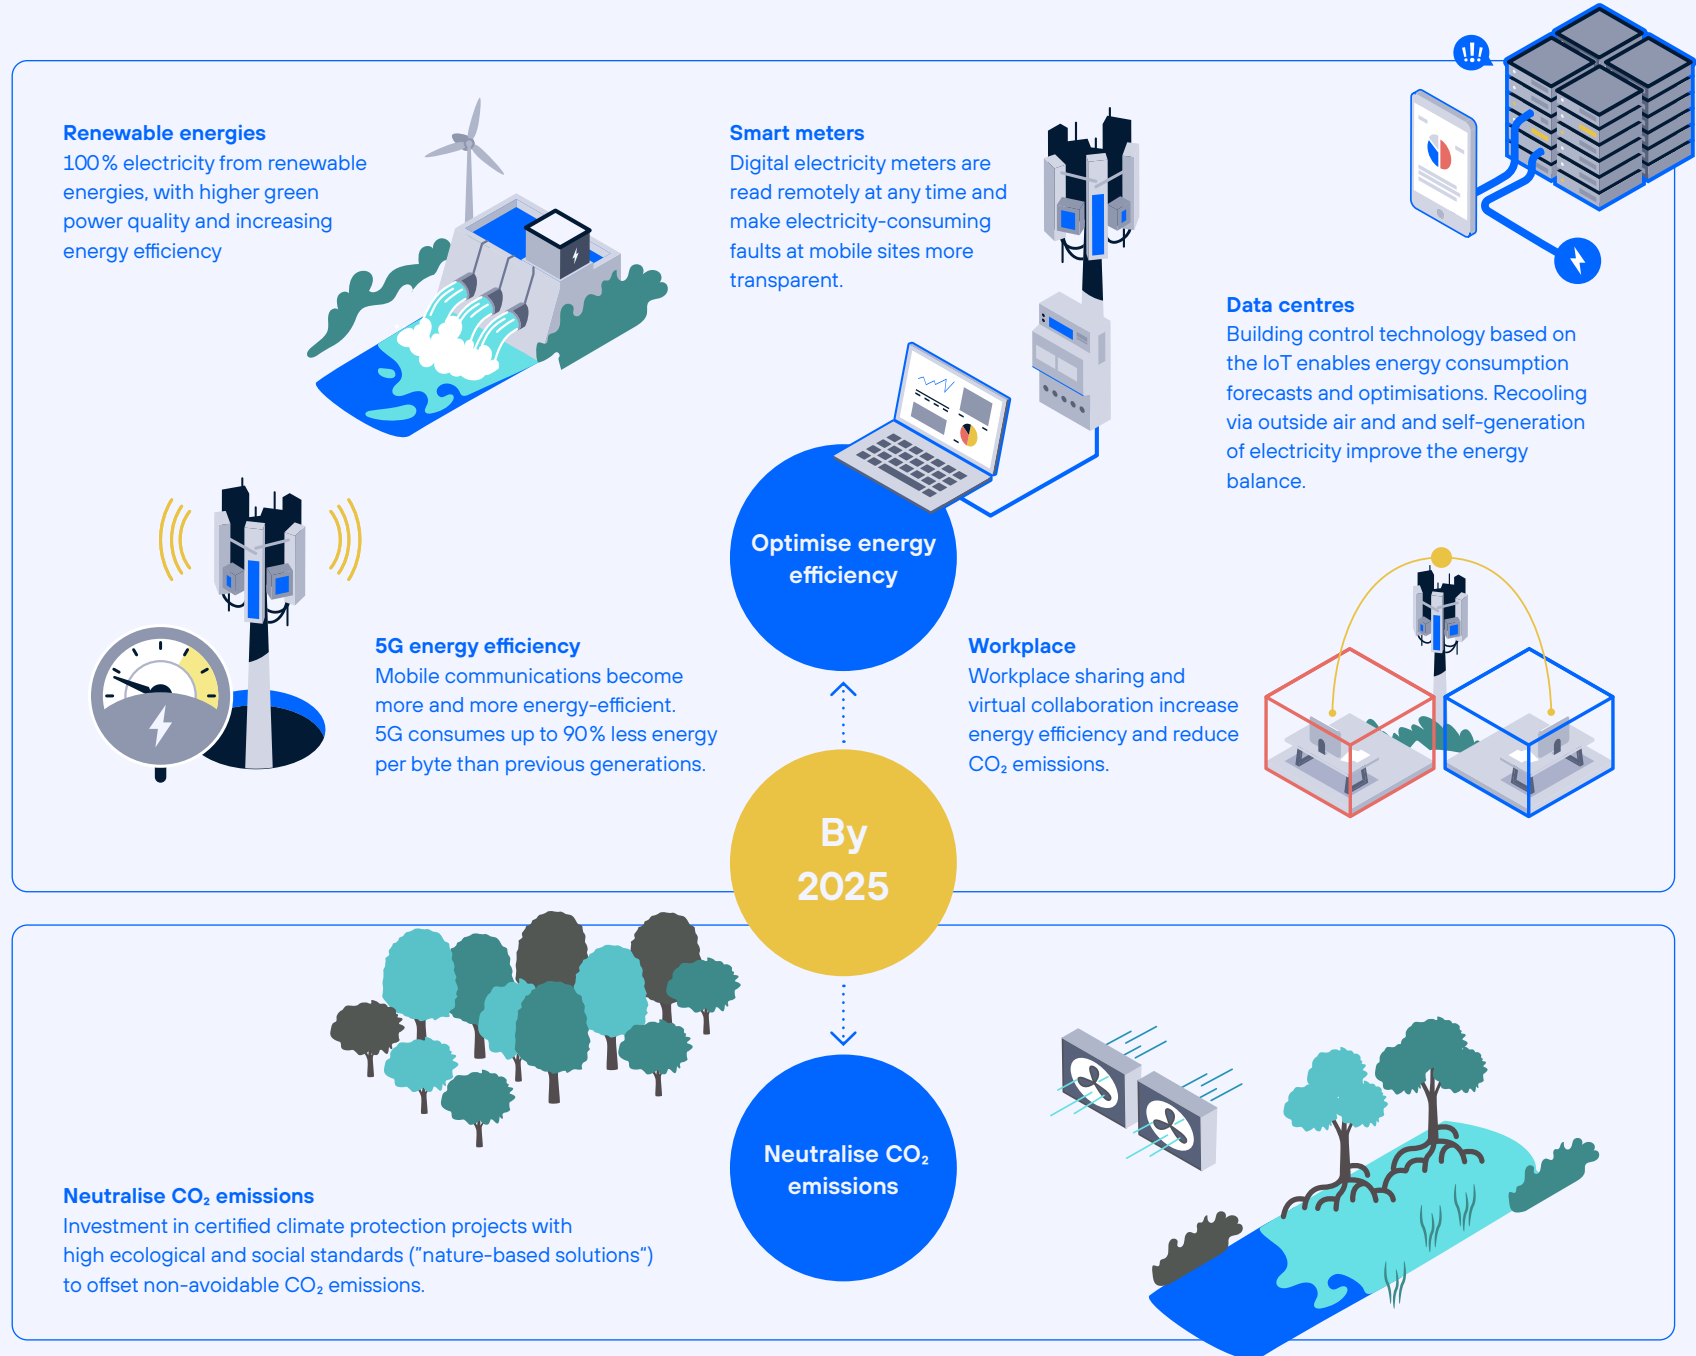 Renewable energies
100% electricity from renewable
energies, with higher green
power quality and increasing
energy efficiency
Smart meters
Digital electricity meters are
read remotely at any time and
make electricity-consuming
faults at mobile sites more
transparent.
!!!
Data centres
Building control technology based on
the IoT enables energy consumption
forecasts and optimisations. Recooling
via outside air and and self-generation
of electricity improve the energy
balance.
Optimise energy
efficiency
5G energy efficiency
Mobile communications become
more and more energy-efficient.
5G consumes up to 90% less energy
per byte than previous generations.
Workplace
Workplace sharing and
virtual collaboration increase
energy efficiency and reduce
CO₂ emissions.
By
2025
Neutralise CO₂
emissions
Neutralise CO₂ emissions
Investment in certified climate protection projects with
high ecological and social standards (”nature-based solutions“)
to offset non-avoidable CO₂ emissions.